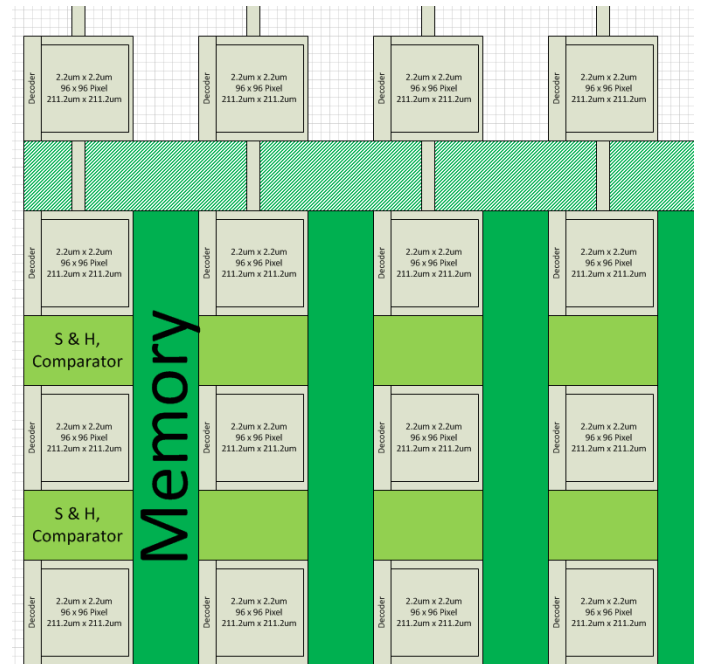 Decoder
2.2um x 2.2um
96 x 96 Pixel
211.2um x 211.2um
Decoder
2.2um x 2.2um
96 x 96 Pixel
211.2um x 211.2um
Decoder
2.2um x 2.2um
96 x 96 Pixel
211.2um x 211.2um
Decoder
2.2um x 2.2um
96 x 96 Pixel
211.2um x 211.2um
Decoder
2.2um x 2.2um
96 x 96 Pixel
211.2um x 211.2um
Decoder
2.2um x 2.2um
96 x 96 Pixel
211.2um x 211.2um
Decoder
2.2um x 2.2um
96 x 96 Pixel
211.2um x 211.2um
Decoder
2.2um x 2.2um
96 x 96 Pixel
211.2um x 211.2um
S & H,
Comparator
Memory
Decoder
2.2um x 2.2um
96 x 96 Pixel
211.2um x 211.2um
Decoder
2.2um x 2.2um
96 x 96 Pixel
211.2um x 211.2um
Decoder
2.2um x 2.2um
96 x 96 Pixel
211.2um x 211.2um
Decoder
2.2um x 2.2um
96 x 96 Pixel
211.2um x 211.2um
S & H,
Comparator
Decoder
2.2um x 2.2um
96 x 96 Pixel
211.2um x 211.2um
Decoder
2.2um x 2.2um
96 x 96 Pixel
211.2um x 211.2um
Decoder
2.2um x 2.2um
96 x 96 Pixel
211.2um x 211.2um
Decoder
2.2um x 2.2um
96 x 96 Pixel
211.2um x 211.2um